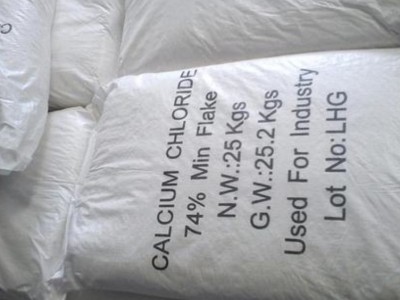 CALCIUM CHLORIDE
74% Min Flake
N.W.:25 Kgs
G.W.:25.2 Kgs
Used For Industry
Lot No:LHG